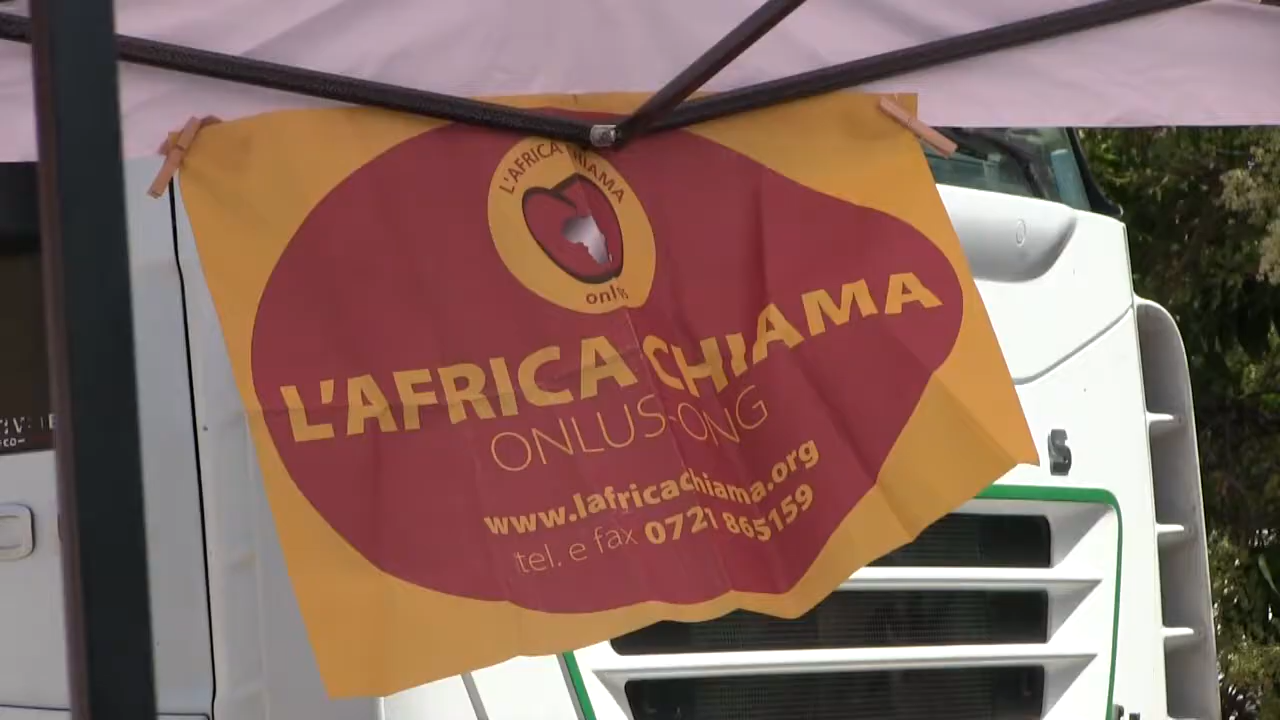 L'AFRICA CHIAMA
onlus
L'AFRICA CHIAMA
ONLUS-ONG
www.lafricachiama.org
tel. e fax 0721 865159
S